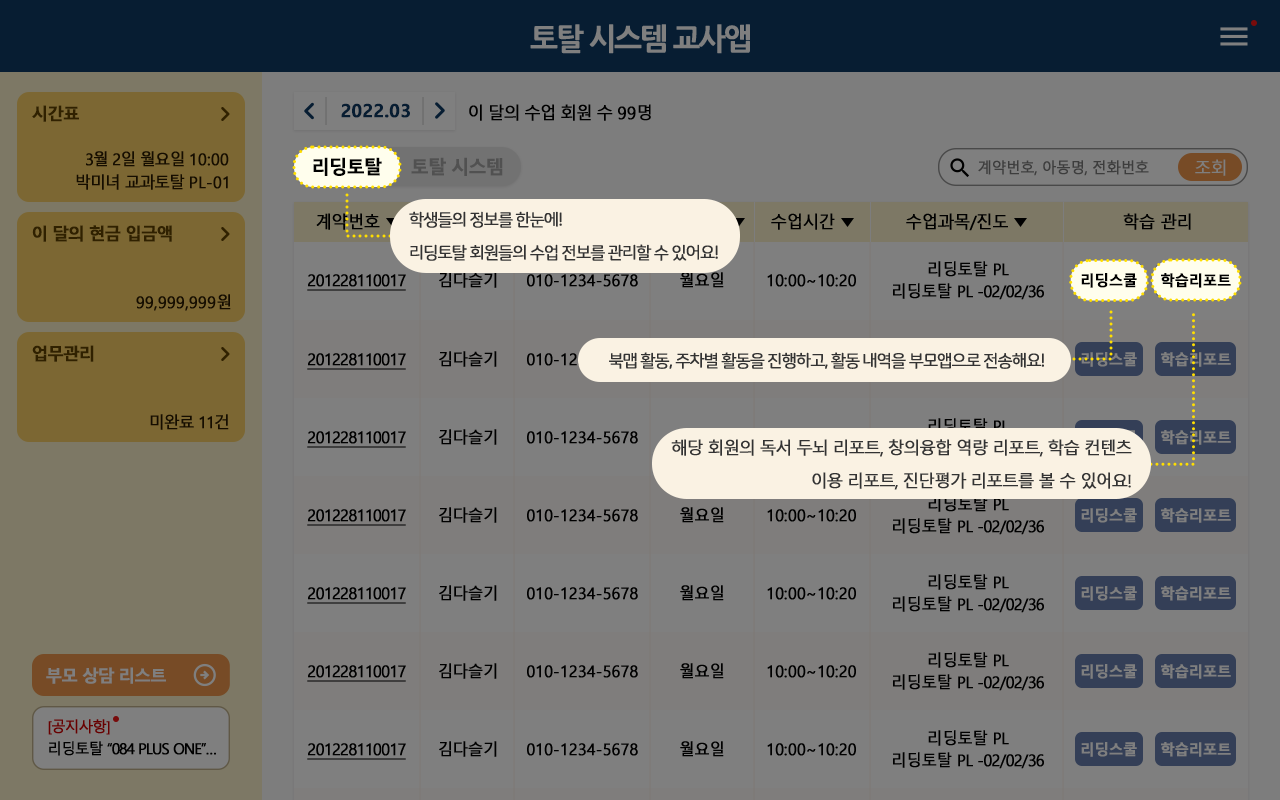 토탈 시스템 교사앱
시간표
3월 2일 월요일 10:00
박미녀 교과토탈 PL-01
이 달의 현금 입금액
99,999,999원
업무관리
미완료 11건
부모 상담 리스트
[공지사항]
리딩토탈 "084 PLUS ONE"...
2022.03 이 달의 수업 회원 수 99명
리딩토탈 토탈 시스템
계약번호, 아동명, 전화번호 조회
계약번호 수업시간 수업과목/진도 학습 관리
학생들의 정보를 한눈에!
리딩토탈 회원들의 수업 전보를 관리할 수 있어요!
리딩토탈 PL
201228110017 김다슬기 010-1234-5678 월요일 10:00~10:20 리딩토탈 PL -02/02/36 리딩스쿨 학습리포트
201228110017 김다슬기 010-12 리딩스쿨 학습리포트
북맵 활동, 주차별 활동을 진행하고, 활동 내역을 부모앱으로 전송해요!
리딩토탈 PL
201228110017 김다슬기 010-1234-5678 학습리포트
해당 회원의 독서 두뇌 리포트, 창의융합 역량 리포트, 학습 컨텐츠
이용 리포트, 진단평가 리포트를 볼 수 있어요!
리딩토탈 PL
201228110017 김다슬기 010-1234-5678 월요일 10:00~10:20 리딩토탈 PL -02/02/36 리딩스쿨 학습리포트
리딩토탈 PL
201228110017 김다슬기 010-1234-5678 월요일 10:00~10:20 리딩토탈 PL -02/02/36 리딩스쿨 학습리포트
리딩토탈 PL
201228110017 김다슬기 010-1234-5678 월요일 10:00~10:20 리딩토탈 PL -02/02/36 리딩스쿨 학습리포트
리딩토탈 PL
201228110017 김다슬기 010-1234-5678 월요일 10:00~10:20 리딩토탈 PL -02/02/36 리딩스쿨 학습리포트